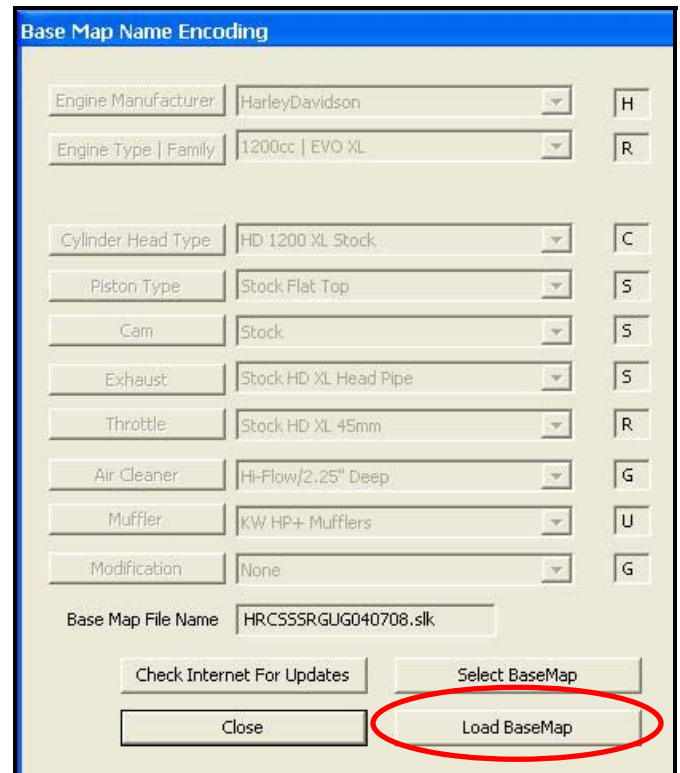 Base Map Name Encoding
Engine Manufacturer HarleyDavidson H
Engine Type | Family 1200cc | EVO XL R
Cylinder Head Type HD 1200 XL Stock C
Piston Type Stock Flat Top S
Cam Stock S
Exhaust Stock HD XL Head Pipe S
Throttle Stock HD XL 45mm R
Air Cleaner Hi-Flow/2.25" Deep G
Muffler KW HP+ Mufflers U
Modification None G
Base Map File Name HRCSSSRGUG040708.slk
Check Internet For Updates Select BaseMap
Close Load BaseMap